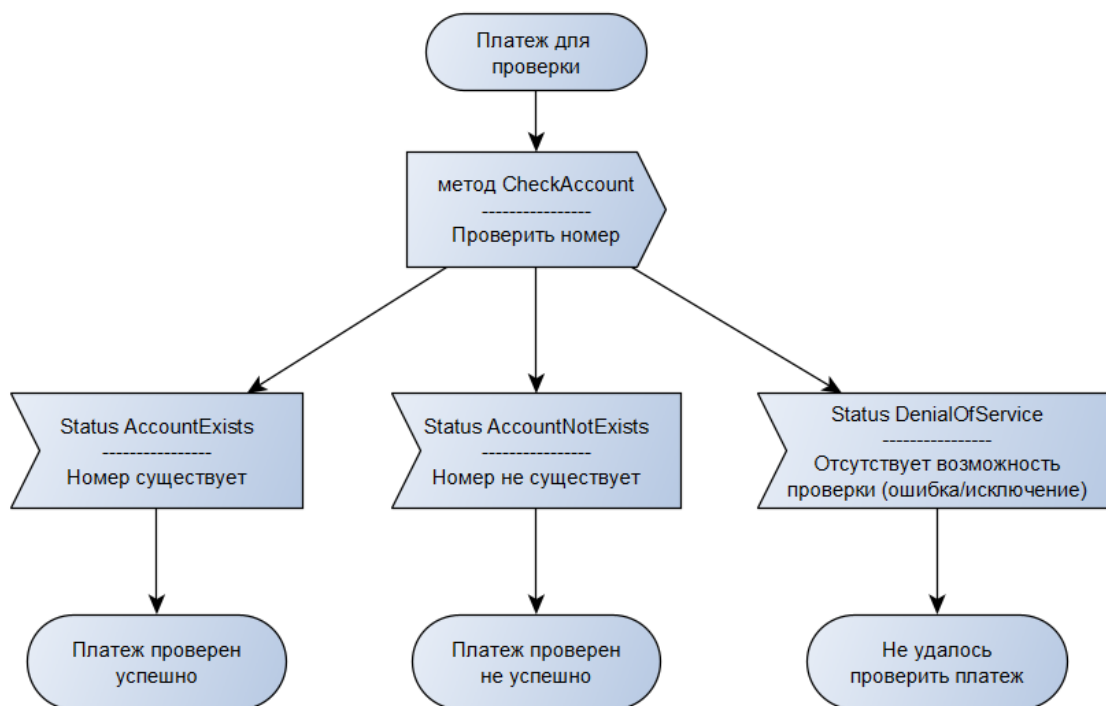 Платеж для
проверки
метод CheckAccount
-----------------
Проверить номер
Status AccountExists
-----------------
Номер существует
Status AccountNotExists
-----------------
Номер не существует
Status DenialOfService
-----------------
Отсутствует возможность
проверки (ошибка/исключение)
Платеж проверен
успешно
Платеж проверен
не успешно
Не удалось
проверить платеж